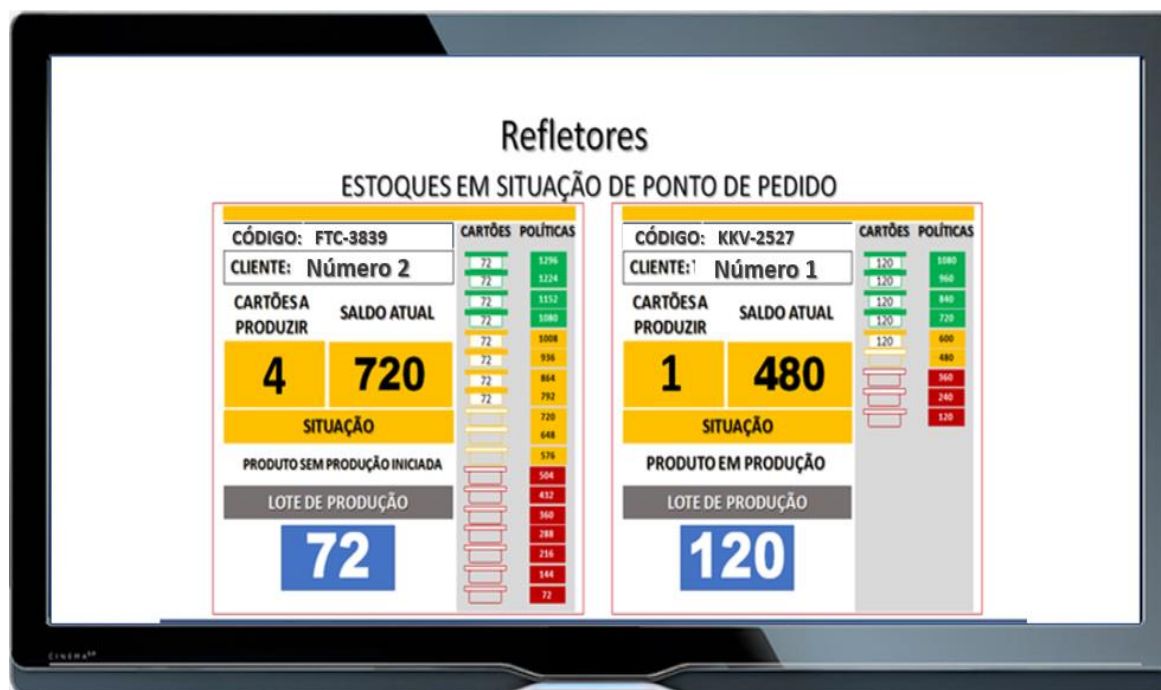 Refletores
ESTOQUES EM SITUAÇÃO DE PONTO DE PEDIDO
CÓDIGO: FTC-3839
CLIENTE: Número 2
CARTÕES A PRODUZIR
SALDO ATUAL
4
720
SITUAÇÃO
PRODUTO SEM PRODUÇÃO INICIADA
LOTE DE PRODUÇÃO
72
CARTÕES POLÍTICAS
72 1296
72 1224
72 1152
72 1080
72 1008
72 936
72 864
72 792
720
648
576
504
432
360
288
216
144
72
CÓDIGO: KKV-2527
CLIENTE: Número 1
CARTÕES A PRODUZIR
SALDO ATUAL
1
480
SITUAÇÃO
PRODUTO EM PRODUÇÃO
LOTE DE PRODUÇÃO
120
CARTÕES POLÍTICAS
120 1080
120 960
120 840
120 720
120 600
480
360
240
120
CINEMA